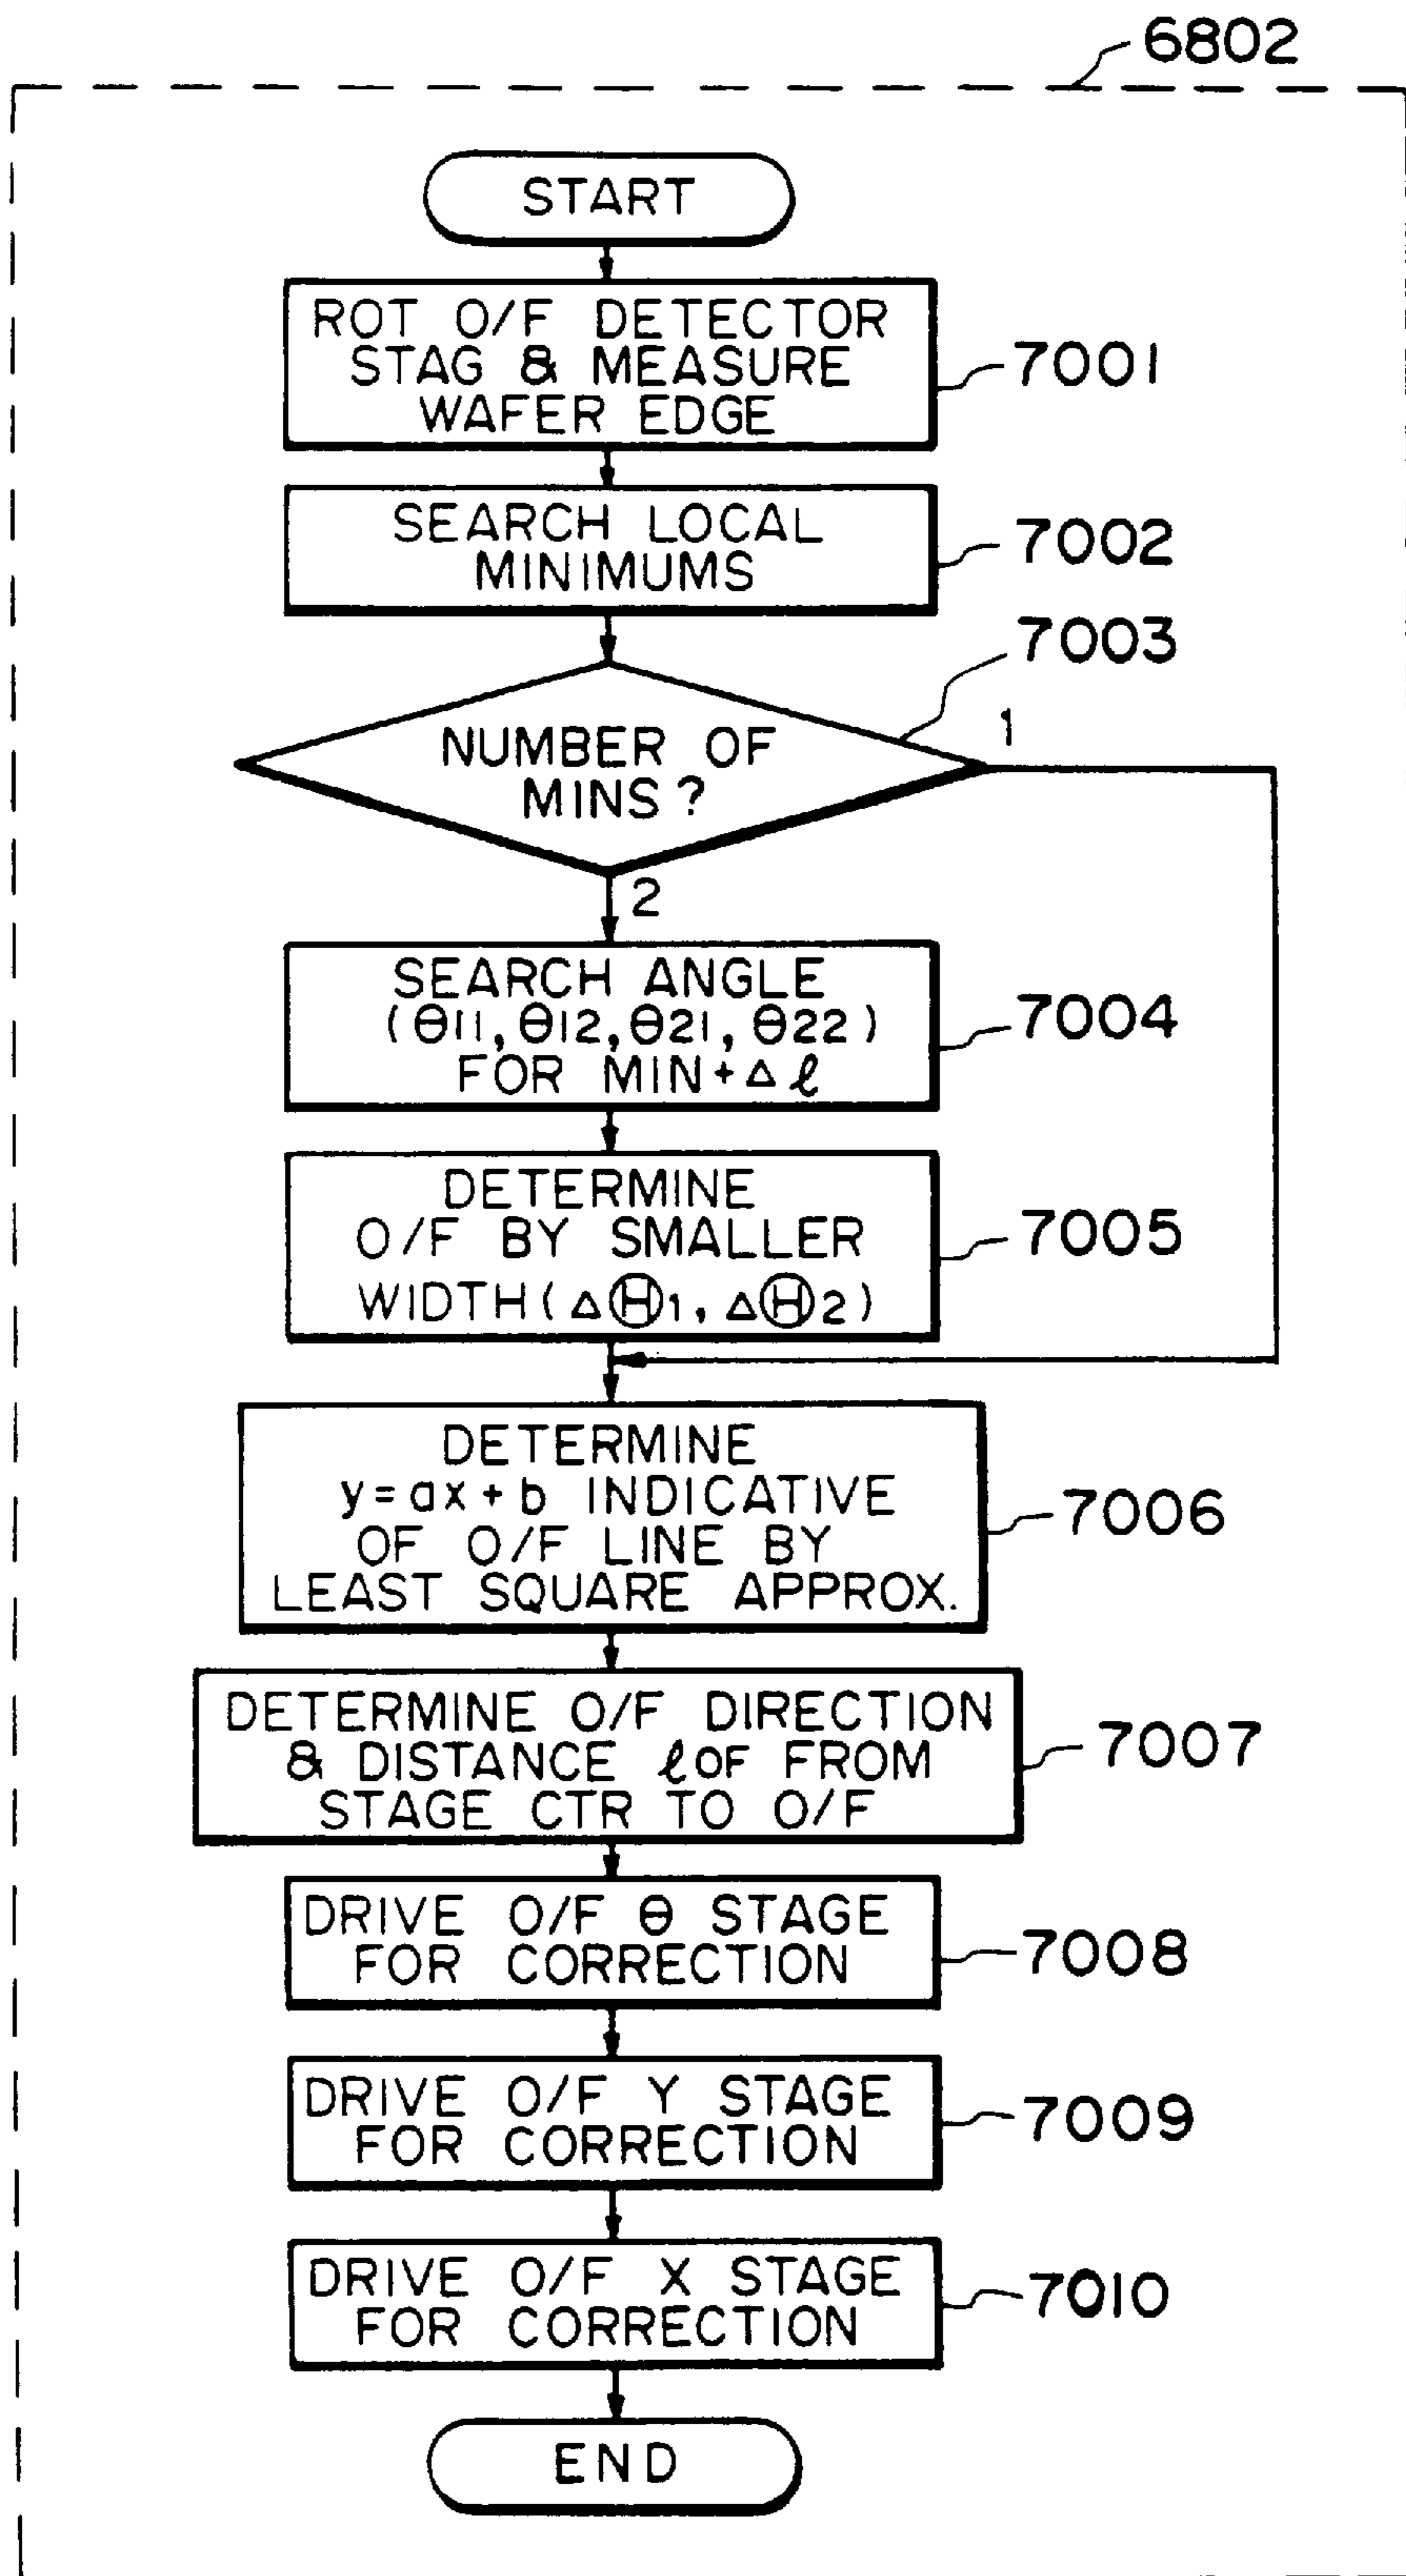 6802
START
ROT O/F DETECTOR
STAG & MEASURE
WAFER EDGE
7001
SEARCH LOCAL
MINIMUMS
7002
7003
NUMBER OF
MINS?
1
2
SEARCH ANGLE
(θ11, θ12, θ21, θ22)
FOR MIN+Δℓ
7004
DETERMINE
O/F BY SMALLER
WIDTH(ΔⒽ1, ΔⒽ2)
7005
DETERMINE
y=ax+b INDICATIVE
OF O/F LINE BY
LEAST SQUARE APPROX.
7006
DETERMINE O/F DIRECTION
& DISTANCE ℓOF FROM
STAGE CTR TO O/F
7007
DRIVE O/F θ STAGE
FOR CORRECTION
7008
DRIVE O/F Y STAGE
FOR CORRECTION
7009
DRIVE O/F X STAGE
FOR CORRECTION
7010
END